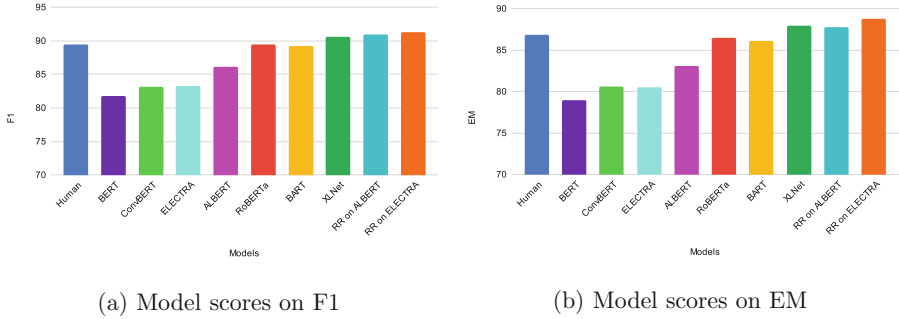 95
90
85
80
75
70
F1
Human
BERT
ConvBERT
ELECTRA
ALBERT
RoBERTa
BART
XLNet
RR on ALBERT
RR on ELECTRA
Models
(a) Model scores on F1
90
85
80
75
70
EM
Human
BERT
ConvBERT
ELECTRA
ALBERT
RoBERTa
BART
XLNet
RR on ALBERT
RR on ELECTRA
Models
(b) Model scores on EM